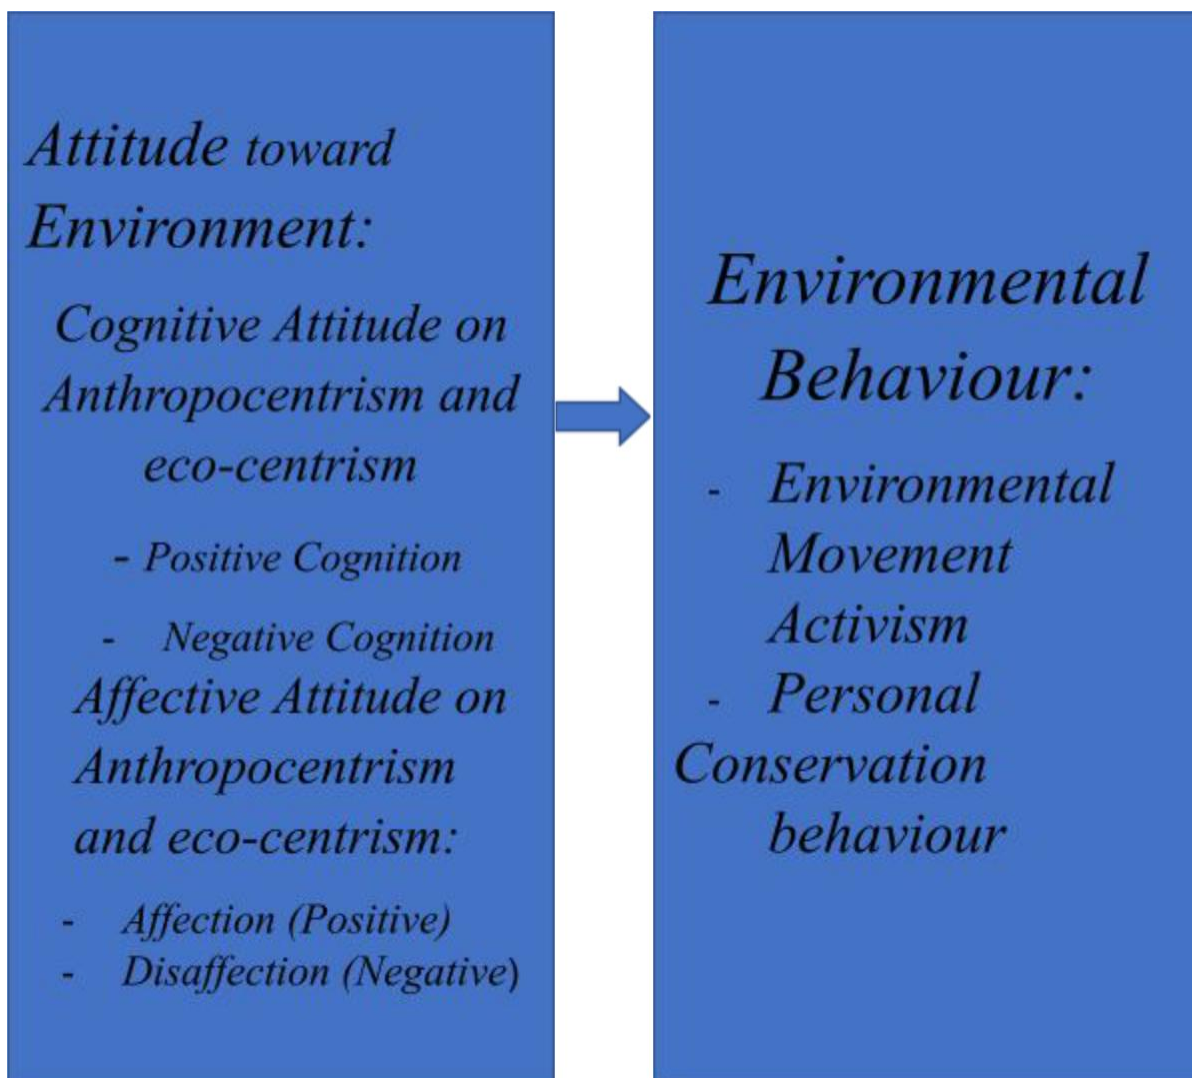 Attitude toward
Environment:
Cognitive Attitude on
Anthropocentrism and
eco-centrism
- Positive Cognition
- Negative Cognition
Affective Attitude on
Anthropocentrism
and eco-centrism:
- Affection (Positive)
- Disaffection (Negative)
Environmental
Behaviour:
- Environmental
Movement
Activism
- Personal
Conservation
behaviour